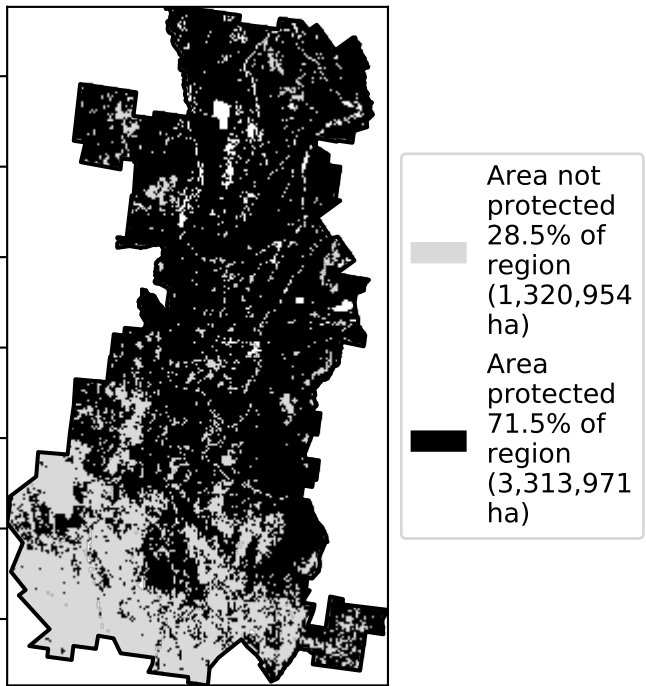 Area not
protected
28.5% of
region
(1,320,954
ha)
Area
protected
71.5% of
region
(3,313,971
ha)